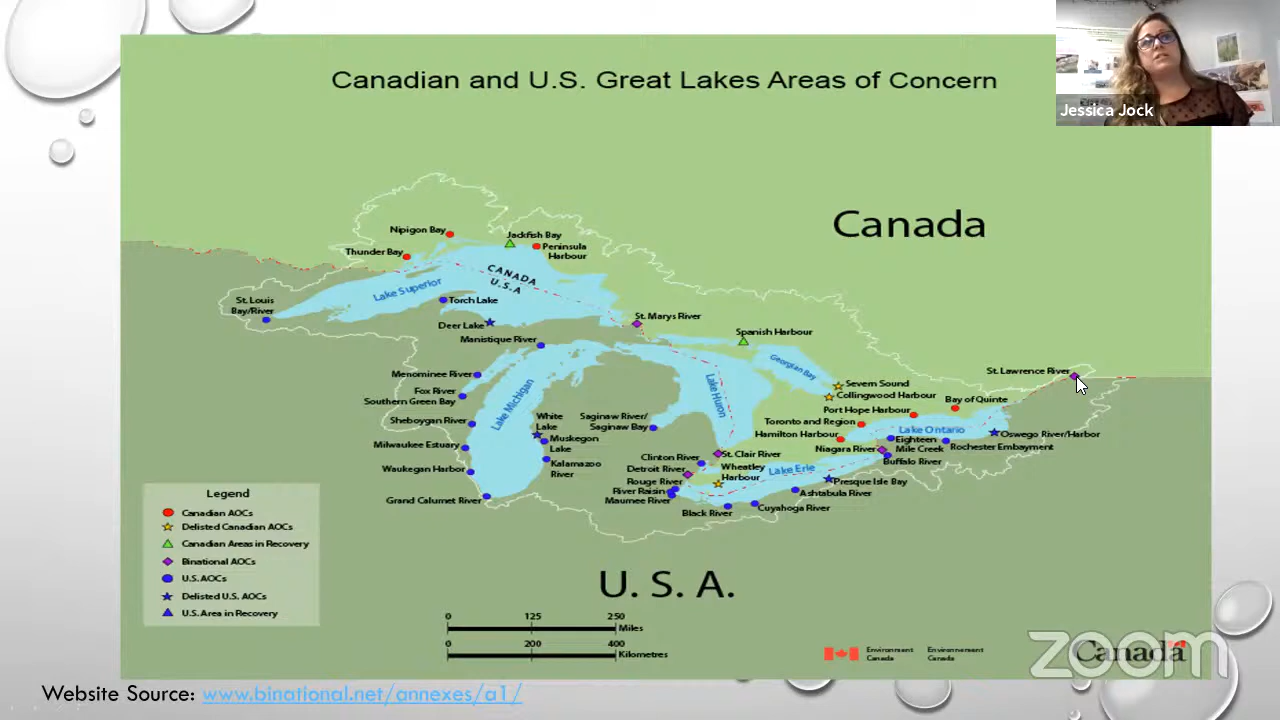 Jessica Jock
Canadian and U.S. Great Lakes Areas of Concern
Canada
Nipigon Bay
Jackfish Bay
Peninsula
Harbour
Thunder Bay
CANADA
U.S.A
Lake Superior
St. Louis
Bay/River
Torch Lake
Deer Lake
St. Marys River
Spanish Harbour
Manistique River
Georgian Bay
St. Lawrence River
Menominee River
Fox River
Southern Green Bay
Lake Michigan
Lake Huron
Severn Sound
Collingwood Harbour
Bay of Quinte
Port Hope Harbour
Sheboygan River
White
Lake
Saginaw River/
Saginaw Bay
Toronto and Region
Lake Ontario
Hamilton Harbour
Oswego River/Harbor
Muskegon
Lake
Milwaukee Estuary
Eighteen
Mile Creek
Rochester Embayment
Niagara River
Buffalo River
Kalamazoo
River
Clinton River
St. Clair River
Waukegan Harbor
Detroit River
Wheatley
Harbour
Lake Erie
Rouge River
River Raisin
Maumee River
Presque Isle Bay
Ashtabula River
Grand Calumet River
Black River
Cuyahoga River
Legend
Canadian AOCs
Delisted Canadian AOCs
Canadian Areas in Recovery
Binational AOCs
U.S. AOCs
Delisted U.S. AOCs
U.S. Area in Recovery
U. S. A.
0 125 250
Miles
0 200 400
Kilometres
Environment
Canada
Environnement
Canada
Canada
zoom
Website Source: www.binational.net/annexes/a1/